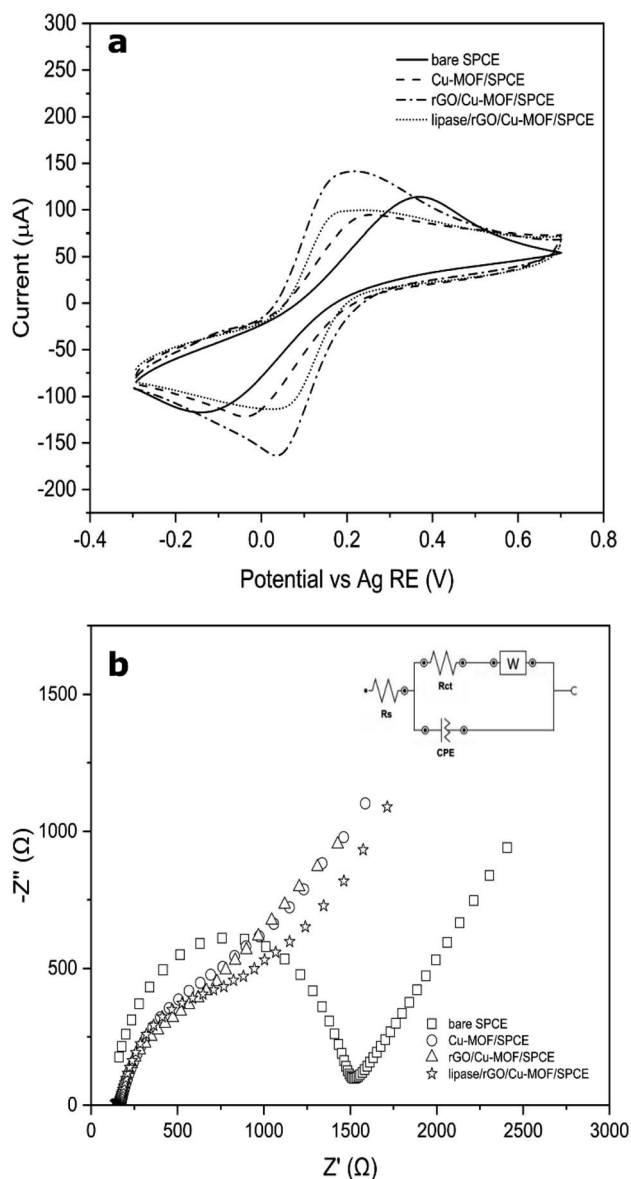 300
a
250
bare SPCE
Cu-MOF/SPCE
rGO/Cu-MOF/SPCE
lipase/rGO/Cu-MOF/SPCE
200
150
100
50
0
-50
-100
-150
-200
Current (µA)
-0.4 -0.2 0.0 0.2 0.4 0.6 0.8
Potential vs Ag RE (V)
b
Rs
Rct
W
CPE
1500
1000
500
0
-Z'' (Ω)
bare SPCE
Cu-MOF/SPCE
rGO/Cu-MOF/SPCE
lipase/rGO/Cu-MOF/SPCE
0 500 1000 1500 2000 2500 3000
Z' (Ω)